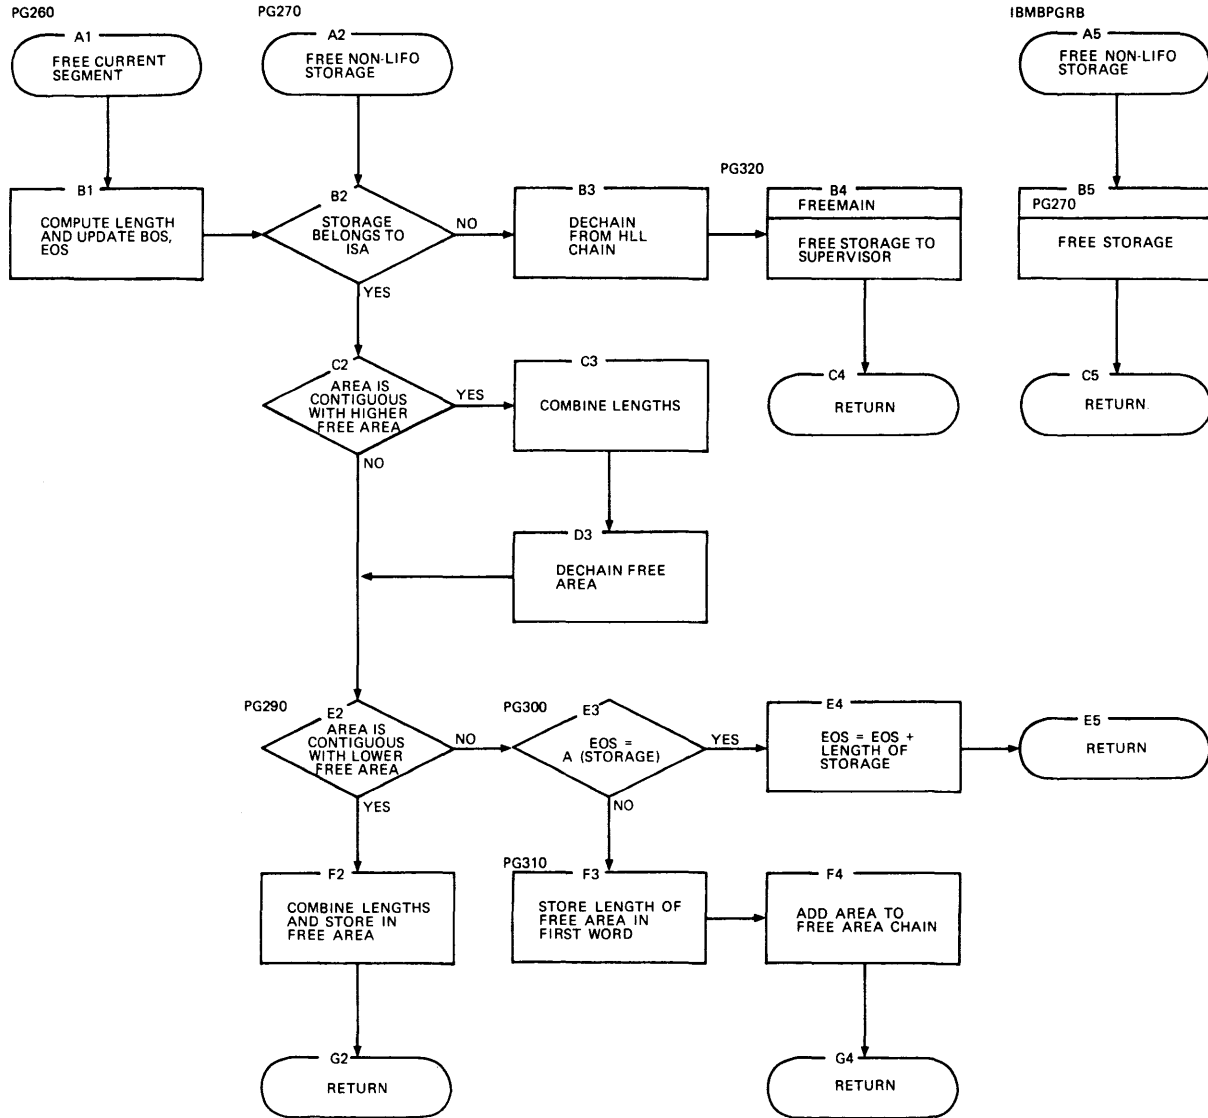 PG260
A1
FREE CURRENT
SEGMENT
PG270
A2
FREE NON-LIFO
STORAGE
IBMBPGRB
A5
FREE NON-LIFO
STORAGE
B1
COMPUTE LENGTH
AND UPDATE BOS,
EOS
B2
STORAGE
BELONGS TO
ISA
NO
YES
B3
DECHAIN
FROM HLL
CHAIN
PG320
B4
FREEMAIN
FREE STORAGE TO
SUPERVISOR
B5
PG270
FREE STORAGE
C2
AREA IS
CONTIGUOUS
WITH HIGHER
FREE AREA
YES
NO
C3
COMBINE LENGTHS
C4
RETURN
C5
RETURN.
D3
DECHAIN FREE
AREA
PG290
E2
AREA IS
CONTIGUOUS
WITH LOWER
FREE AREA
NO
YES
PG300
E3
EOS =
A (STORAGE)
YES
NO
E4
EOS = EOS +
LENGTH OF
STORAGE
E5
RETURN
F2
COMBINE LENGTHS
AND STORE IN
FREE AREA
PG310
F3
STORE LENGTH OF
FREE AREA IN
FIRST WORD
F4
ADD AREA TO
FREE AREA CHAIN
G2
RETURN
G4
RETURN